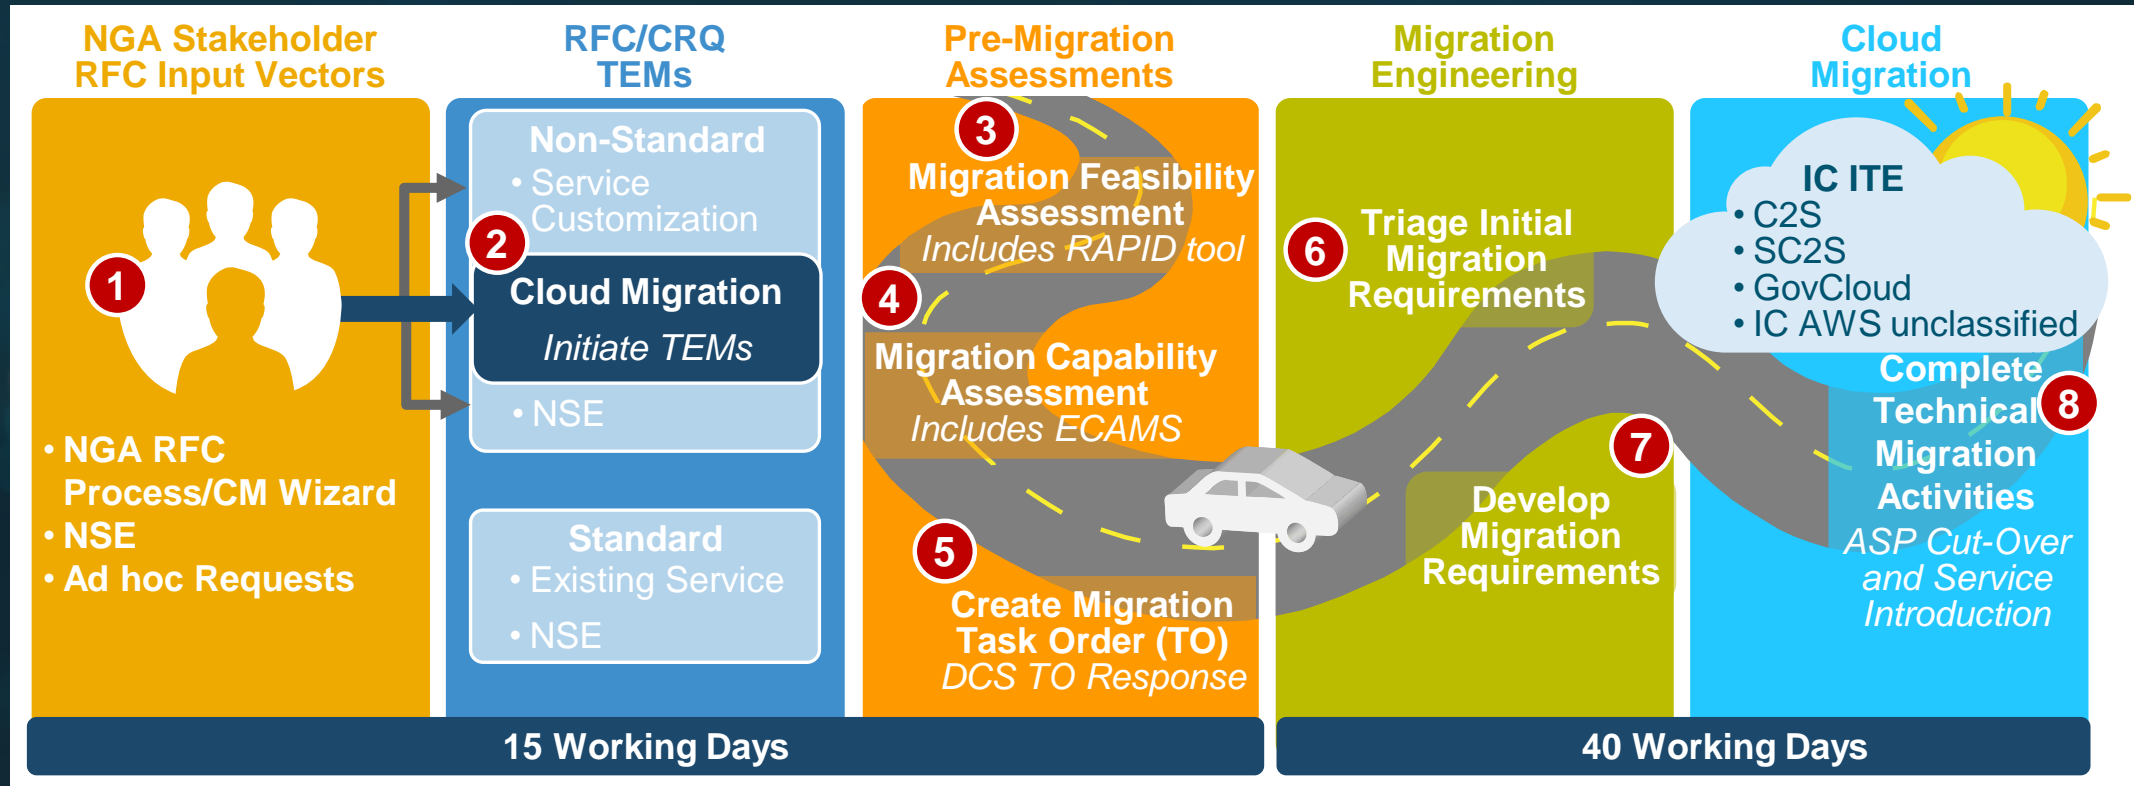 NGA Stakeholder
RFC Input Vectors
1
• NGA RFC
Process/CM Wizard
• NSE
• Ad hoc Requests
RFC/CRQ
TEMs
Non-Standard
• Service
Customization
2
Cloud Migration
Initiate TEMs
• NSE
Standard
• Existing Service
• NSE
Pre-Migration
Assessments
3
Migration Feasibility
Assessment
Includes RAPID tool
4
Migration Capability
Assessment
Includes ECAMS
5
Create Migration
Task Order (TO)
DCS TO Response
15 Working Days
Migration
Engineering
6
Triage Initial
Migration
Requirements
7
Develop
Migration
Requirements
Cloud
Migration
IC ITE
• C2S
• SC2S
• GovCloud
• IC AWS unclassified
8
Complete
Technical
Migration
Activities
ASP Cut-Over
and Service
Introduction
40 Working Days